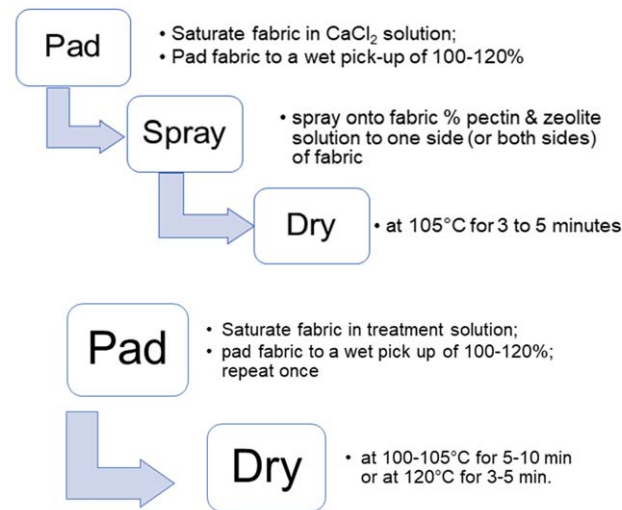 Pad
• Saturate fabric in CaCl₂ solution;
• Pad fabric to a wet pick-up of 100-120%
Spray
• spray onto fabric % pectin & zeolite
solution to one side (or both sides)
of fabric
Dry
• at 105°C for 3 to 5 minutes
Pad
• Saturate fabric in treatment solution;
• pad fabric to a wet pick up of 100-120%;
repeat once
Dry
• at 100-105°C for 5-10 min
or at 120°C for 3-5 min.